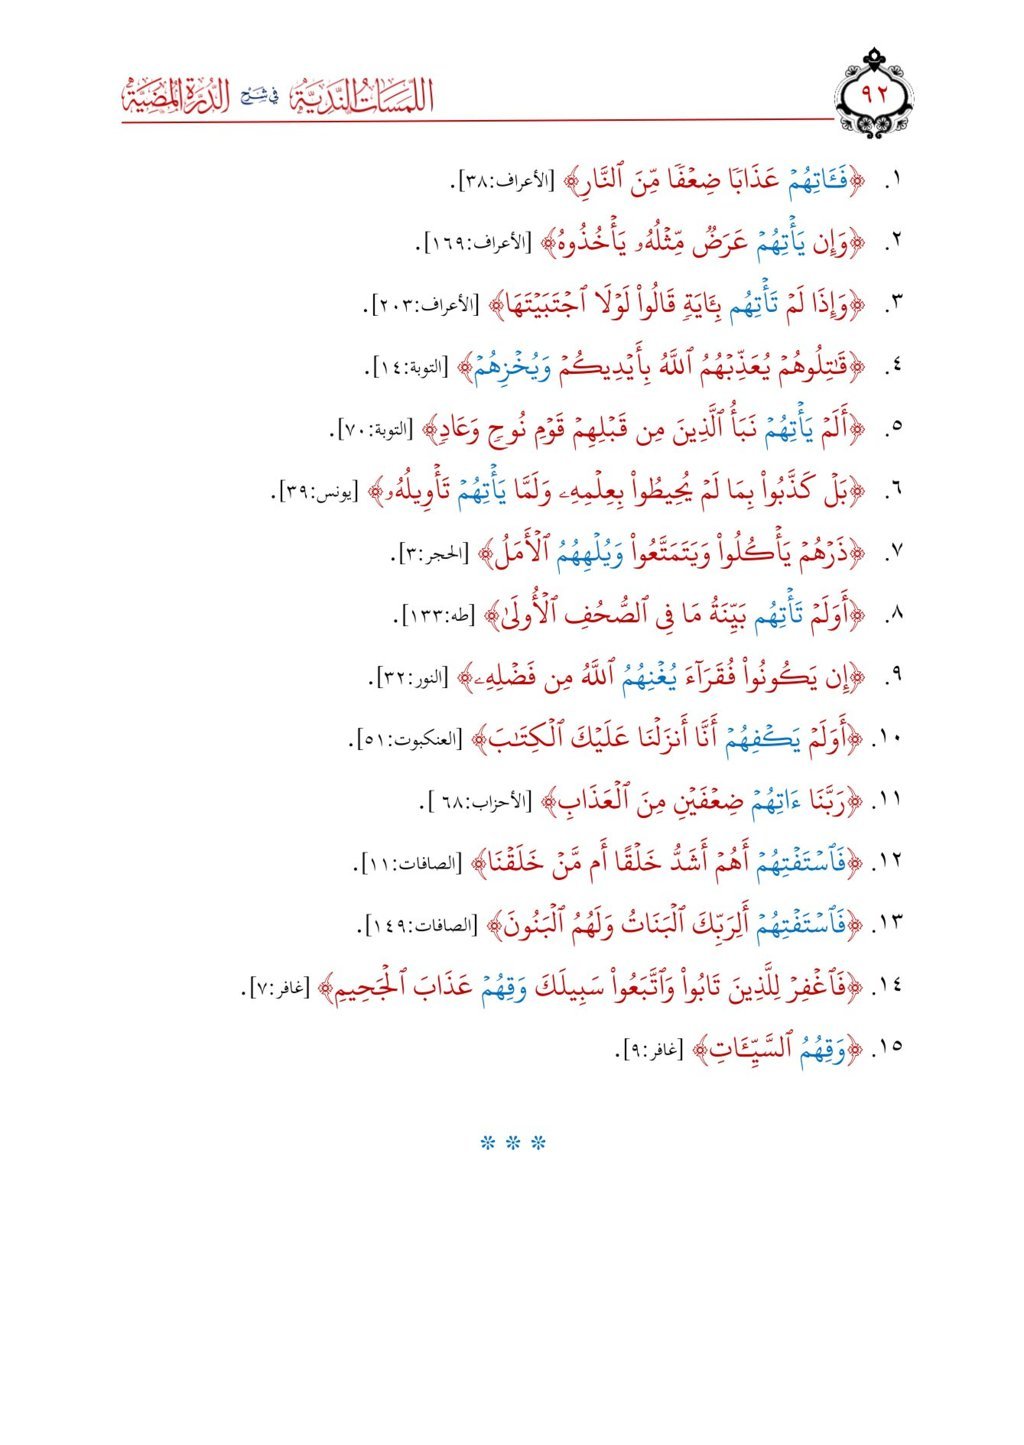 ٩٢
اللمسات الندية في شرح الدرة المضية
١. ﴿فَـَٔاتِهُمۡ عَذَابٗا ضِعۡفٗا مِّنَ ٱلنَّارِ﴾ [الأعراف:٣٨].
٢. ﴿وَإِن يَأۡتِهُمۡ عَرَضٞ مِّثۡلُهُۥ يَأۡخُذُوهُ﴾ [الأعراف:١٦٩].
٣. ﴿وَإِذَا لَمۡ تَأۡتِهُم بِـَٔايَةٖ قَالُواْ لَوۡلَا ٱجۡتَبَيۡتَهَا﴾ [الأعراف:٢٠٣].
٤. ﴿قَٰتِلُوهُمۡ يُعَذِّبۡهُمُ ٱللَّهُ بِأَيۡدِيكُمۡ وَيُخۡزِهُمۡ﴾ [التوبة:١٤].
٥. ﴿أَلَمۡ يَأۡتِهُمۡ نَبَأُ ٱلَّذِينَ مِن قَبۡلِهِمۡ قَوۡمِ نُوحٖ وَعَادٖ﴾ [التوبة:٧٠].
٦. ﴿بَلۡ كَذَّبُواْ بِمَا لَمۡ يُحِيطُواْ بِعِلۡمِهِۦ وَلَمَّا يَأۡتِهُمۡ تَأۡوِيلُهُۥ﴾ [يونس:٣٩].
٧. ﴿ذَرۡهُمۡ يَأۡكُلُواْ وَيَتَمَتَّعُواْ وَيُلۡهِهُمُ ٱلۡأَمَلُ﴾ [الحجر:٣].
٨. ﴿أَوَلَمۡ تَأۡتِهُم بَيِّنَةُ مَا فِي ٱلصُّحُفِ ٱلۡأُولَىٰ﴾ [طه:١٣٣].
٩. ﴿إِن يَكُونُواْ فُقَرَآءَ يُغۡنِهُمُ ٱللَّهُ مِن فَضۡلِهِۦ﴾ [النور:٣٢].
١٠. ﴿أَوَلَمۡ يَكۡفِهُمۡ أَنَّا أَنزَلۡنَا عَلَيۡكَ ٱلۡكِتَٰبَ﴾ [العنكبوت:٥١].
١١. ﴿رَبَّنَا ءَاتِهُمۡ ضِعۡفَيۡنِ مِنَ ٱلۡعَذَابِ﴾ [الأحزاب:٦٨ ].
١٢. ﴿فَٱسۡتَفۡتِهُمۡ أَهُمۡ أَشَدُّ خَلۡقًا أَم مَّنۡ خَلَقۡنَا﴾ [الصافات:١١].
١٣. ﴿فَٱسۡتَفۡتِهُمۡ أَلِرَبِّكَ ٱلۡبَنَاتُ وَلَهُمُ ٱلۡبَنُونَ﴾ [الصافات:١٤٩].
١٤. ﴿فَٱغۡفِرۡ لِلَّذِينَ تَابُواْ وَٱتَّبَعُواْ سَبِيلَكَ وَقِهُمۡ عَذَابَ ٱلۡجَحِيمِ﴾ [غافر:٧].
١٥. ﴿وَقِهُمُ ٱلسَّيِّـَٔاتِ﴾ [غافر:٩].
* * *